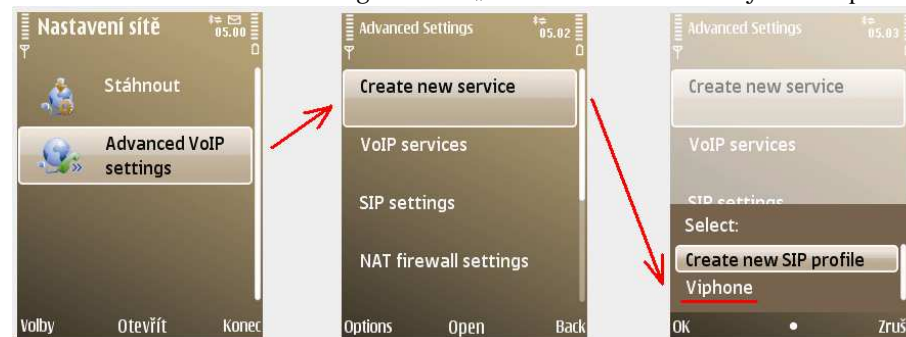 Nastavení sítě
05.00
Stáhnout
Advanced VoIP
settings
Volby Otevřít Konec
Advanced Settings
05.02
Create new service
VoIP services
SIP settings
NAT firewall settings
Options Open Back
Advanced Settings
05.03
Create new service
VoIP services
SIP settings
Select:
Create new SIP profile
Viphone
OK Zruš